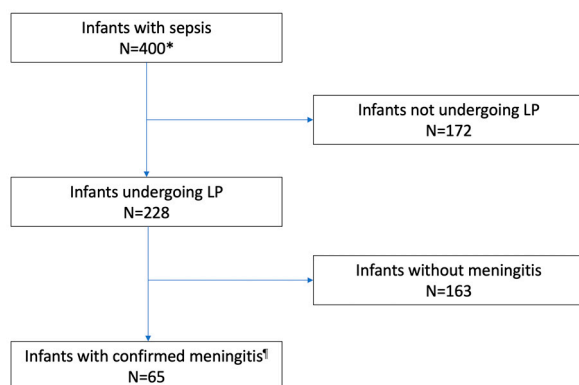 Infants with sepsis
N=400*
Infants not undergoing LP
N=172
Infants undergoing LP
N=228
Infants without meningitis
N=163
Infants with confirmed meningitis¶
N=65